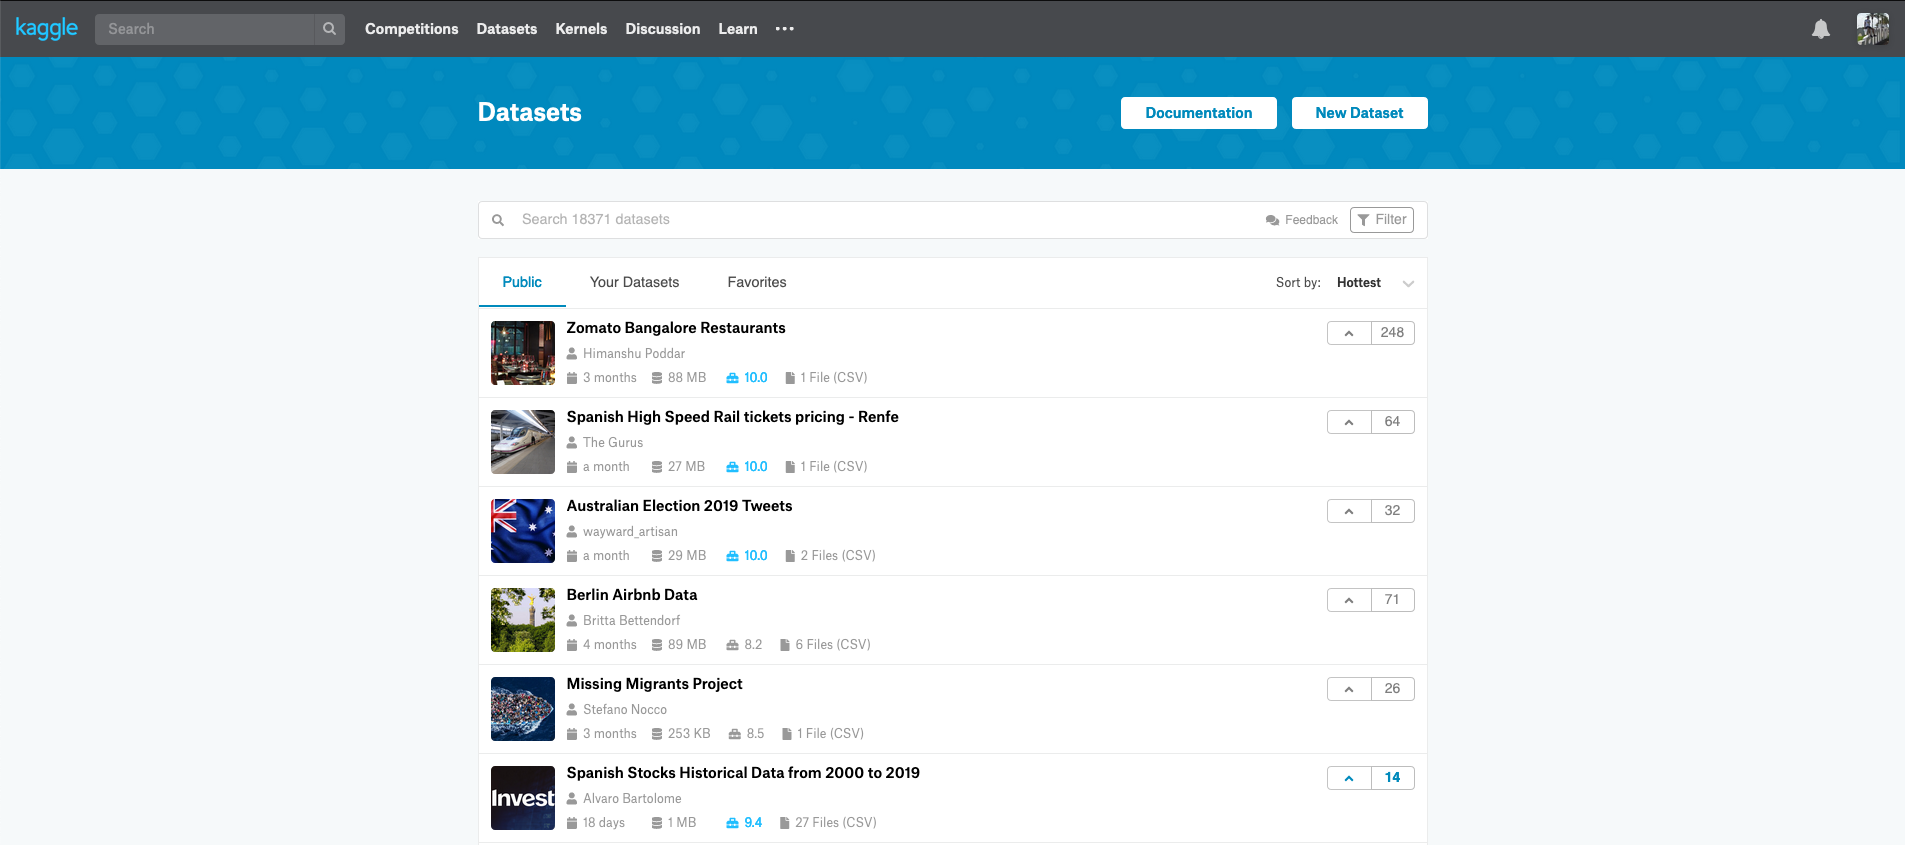 kaggle Search Competitions Datasets Kernels Discussion Learn
Datasets Documentation New Dataset
Search 18371 datasets Feedback Filter
Public Your Datasets Favorites Sort by: Hottest
Zomato Bangalore Restaurants 248
Himanshu Poddar
3 months 88 MB 10.0 1 File (CSV)
Spanish High Speed Rail tickets pricing - Renfe 64
The Gurus
a month 27 MB 10.0 1 File (CSV)
Australian Election 2019 Tweets 32
wayward_artisan
a month 29 MB 10.0 2 Files (CSV)
Berlin Airbnb Data 71
Britta Bettendorf
4 months 89 MB 8.2 6 Files (CSV)
Missing Migrants Project 26
Stefano Nocco
3 months 253 KB 8.5 1 File (CSV)
Spanish Stocks Historical Data from 2000 to 2019 14
Invest
Alvaro Bartolome
18 days 1 MB 9.4 27 Files (CSV)